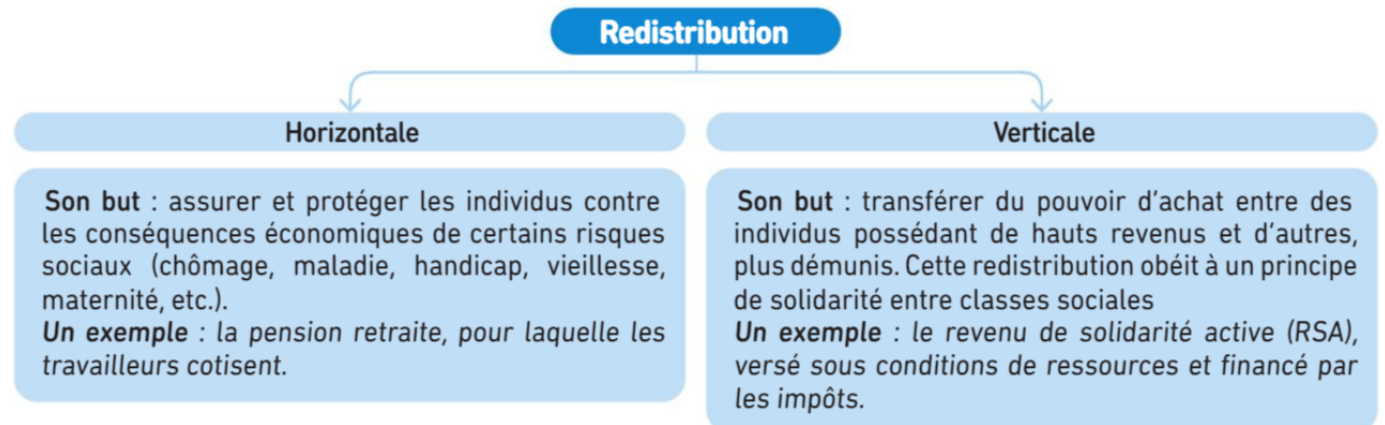 Redistribution
Horizontale
Son but : assurer et protéger les individus contre
les conséquences économiques de certains risques
sociaux (chômage, maladie, handicap, vieillesse,
maternité, etc.).
Un exemple : la pension retraite, pour laquelle les
travailleurs cotisent.
Verticale
Son but : transférer du pouvoir d'achat entre des
individus possédant de hauts revenus et d'autres,
plus démunis. Cette redistribution obéit à un principe
de solidarité entre classes sociales
Un exemple : le revenu de solidarité active (RSA),
versé sous conditions de ressources et financé par
les impôts.